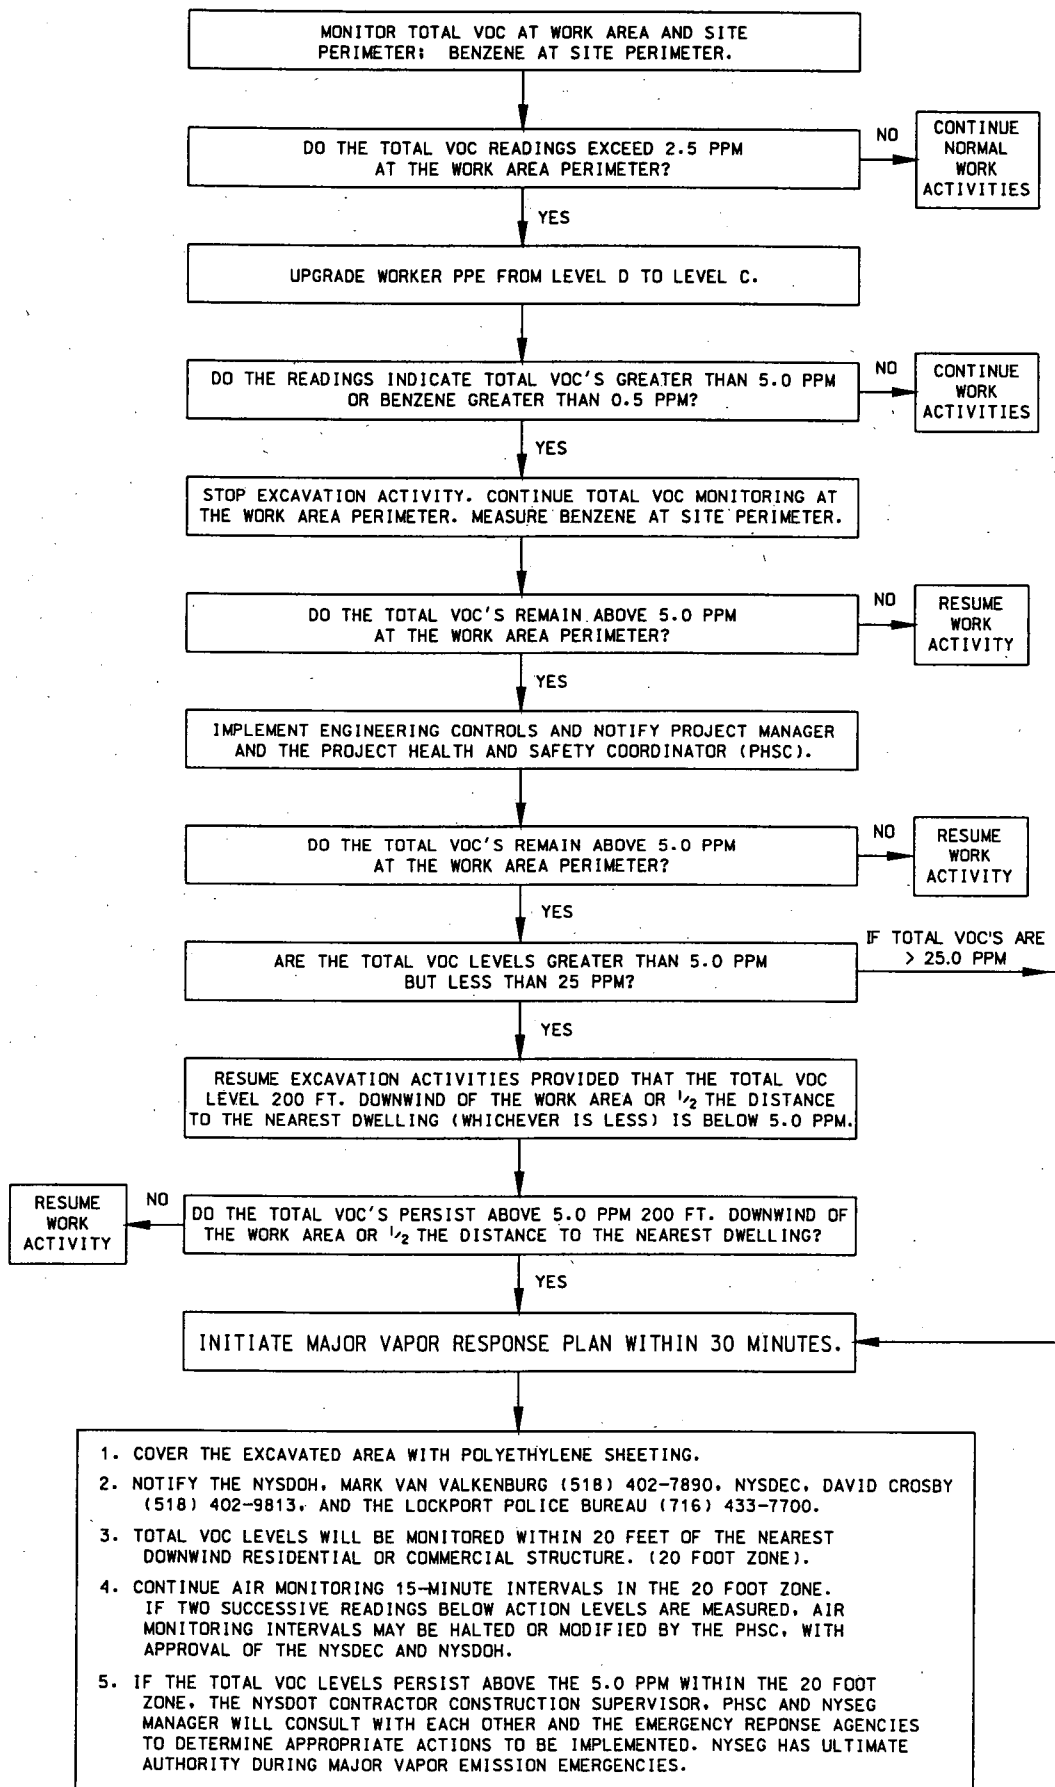 MONITOR TOTAL VOC AT WORK AREA AND SITE
PERIMETER; BENZENE AT SITE PERIMETER.
DO THE TOTAL VOC READINGS EXCEED 2.5 PPM
AT THE WORK AREA PERIMETER?
NO
CONTINUE
NORMAL
WORK
ACTIVITIES
YES
UPGRADE WORKER PPE FROM LEVEL D TO LEVEL C.
DO THE READINGS INDICATE TOTAL VOC'S GREATER THAN 5.0 PPM
OR BENZENE GREATER THAN 0.5 PPM?
NO
CONTINUE
WORK
ACTIVITIES
YES
STOP EXCAVATION ACTIVITY. CONTINUE TOTAL VOC MONITORING AT
THE WORK AREA PERIMETER. MEASURE BENZENE AT SITE PERIMETER.
DO THE TOTAL VOC'S REMAIN ABOVE 5.0 PPM
AT THE WORK AREA PERIMETER?
NO
RESUME
WORK
ACTIVITY
YES
IMPLEMENT ENGINEERING CONTROLS AND NOTIFY PROJECT MANAGER
AND THE PROJECT HEALTH AND SAFETY COORDINATOR (PHSC).
DO THE TOTAL VOC'S REMAIN ABOVE 5.0 PPM
AT THE WORK AREA PERIMETER?
NO
RESUME
WORK
ACTIVITY
YES
ARE THE TOTAL VOC LEVELS GREATER THAN 5.0 PPM
BUT LESS THAN 25 PPM?
IF TOTAL VOC'S ARE
> 25.0 PPM
YES
RESUME EXCAVATION ACTIVITIES PROVIDED THAT THE TOTAL VOC
LEVEL 200 FT. DOWNWIND OF THE WORK AREA OR 1/2 THE DISTANCE
TO THE NEAREST DWELLING (WHICHEVER IS LESS) IS BELOW 5.0 PPM.
DO THE TOTAL VOC'S PERSIST ABOVE 5.0 PPM 200 FT. DOWNWIND OF
THE WORK AREA OR 1/2 THE DISTANCE TO THE NEAREST DWELLING?
NO
RESUME
WORK
ACTIVITY
YES
INITIATE MAJOR VAPOR RESPONSE PLAN WITHIN 30 MINUTES.
1. COVER THE EXCAVATED AREA WITH POLYETHYLENE SHEETING.
2. NOTIFY THE NYSDOH, MARK VAN VALKENBURG (518) 402-7890, NYSDEC, DAVID CROSBY
(518) 402-9813, AND THE LOCKPORT POLICE BUREAU (716) 433-7700.
3. TOTAL VOC LEVELS WILL BE MONITORED WITHIN 20 FEET OF THE NEAREST
DOWNWIND RESIDENTIAL OR COMMERCIAL STRUCTURE. (20 FOOT ZONE).
4. CONTINUE AIR MONITORING 15-MINUTE INTERVALS IN THE 20 FOOT ZONE.
IF TWO SUCCESSIVE READINGS BELOW ACTION LEVELS ARE MEASURED, AIR
MONITORING INTERVALS MAY BE HALTED OR MODIFIED BY THE PHSC, WITH
APPROVAL OF THE NYSDEC AND NYSDOH.
5. IF THE TOTAL VOC LEVELS PERSIST ABOVE THE 5.0 PPM WITHIN THE 20 FOOT
ZONE, THE NYSDOT CONTRACTOR CONSTRUCTION SUPERVISOR, PHSC AND NYSEG
MANAGER WILL CONSULT WITH EACH OTHER AND THE EMERGENCY REPONSE AGENCIES
TO DETERMINE APPROPRIATE ACTIONS TO BE IMPLEMENTED. NYSEG HAS ULTIMATE
AUTHORITY DURING MAJOR VAPOR EMISSION EMERGENCIES.